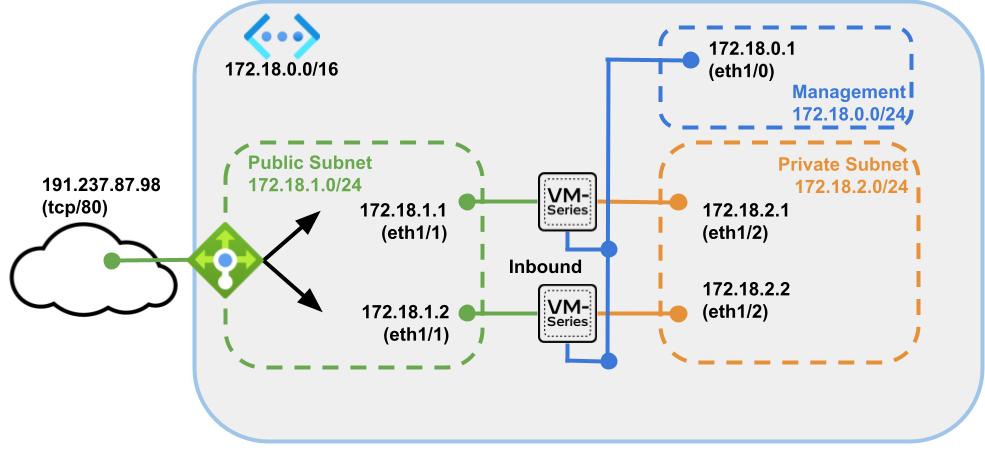 172.18.0.0/16
172.18.0.1
(eth1/0)
Management
172.18.0.0/24
Public Subnet
172.18.1.0/24
Private Subnet
172.18.2.0/24
191.237.87.98
(tcp/80)
172.18.1.1
(eth1/1)
VM-
Series
172.18.2.1
(eth1/2)
Inbound
172.18.1.2
(eth1/1)
VM-
Series
172.18.2.2
(eth1/2)